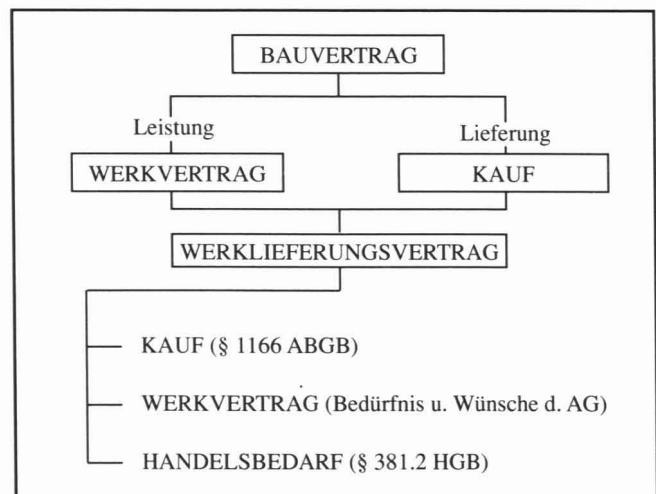 BAUVERTRAG
Leistung
Lieferung
WERKVERTRAG
KAUF
WERKLIEFERUNGSVERTRAG
KAUF (§ 1166 ABGB)
WERKVERTRAG (Bedürfnis u. Wünsche d. AG)
HANDELSBEDARF (§ 381.2 HGB)